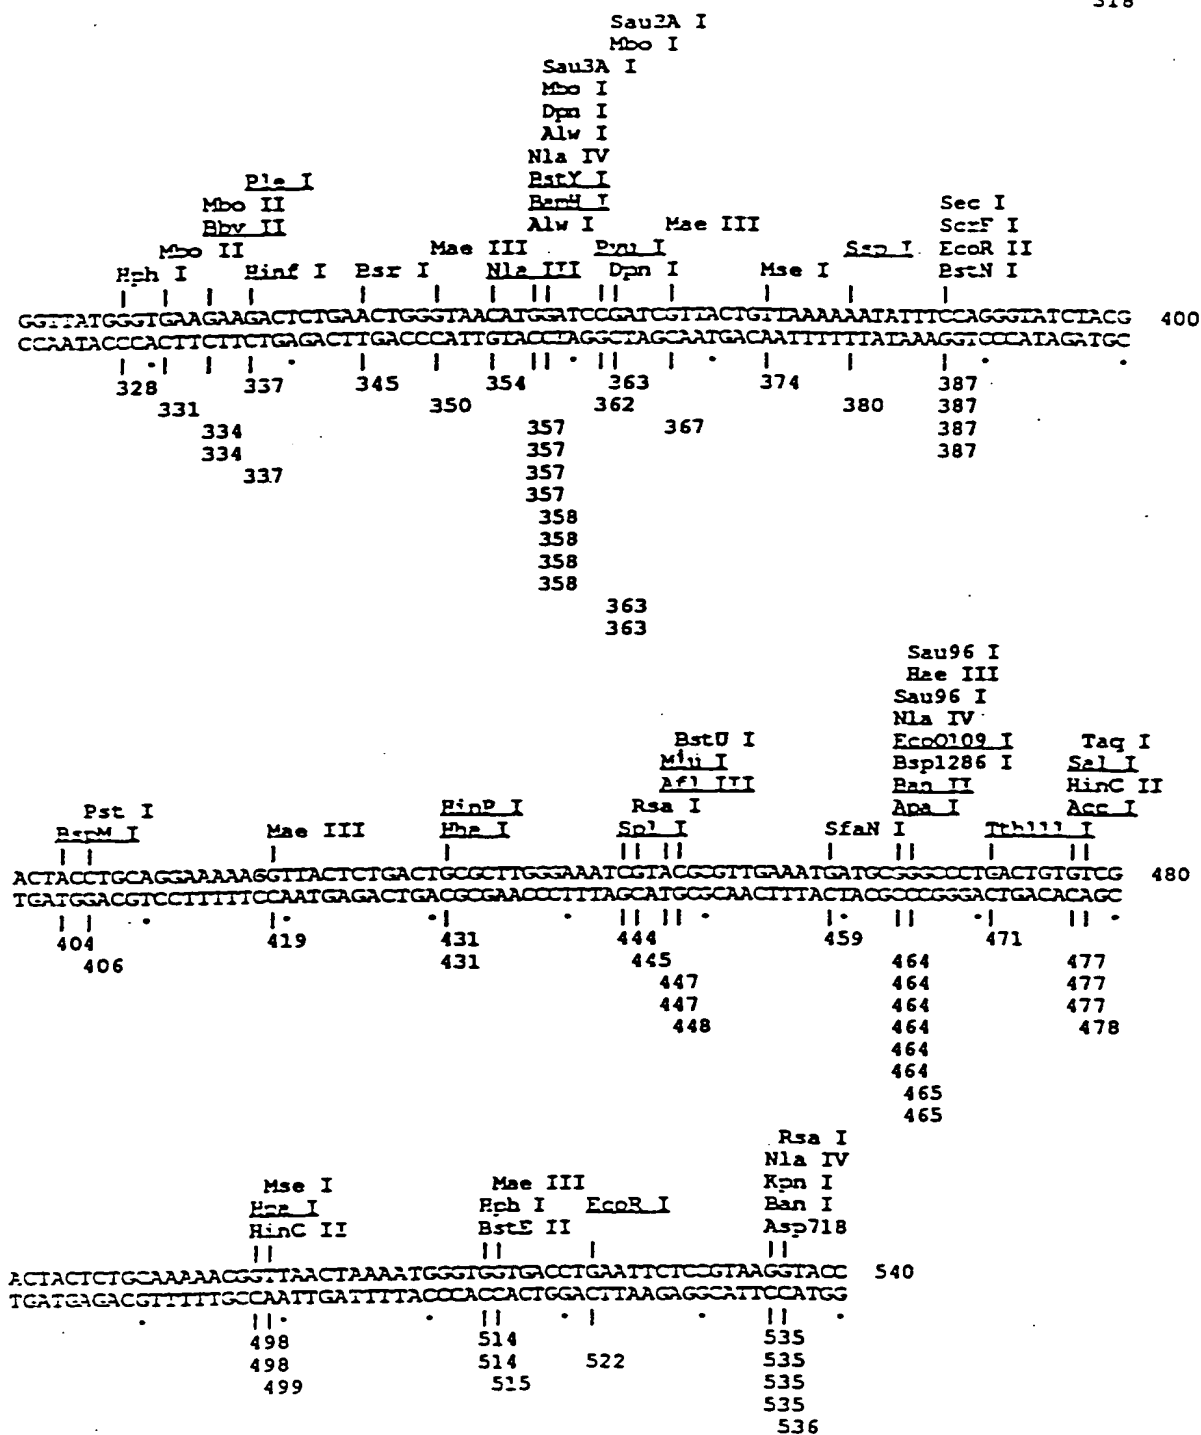 318
Sau3A I
Mbo I
Sau3A I
Mbo I
Dpn I
Alw I
Nla IV
Ple I BstY I
Mbo II BamH I Sec I
Bbv II Alw I ScrF I
Mbo II Mae III Pvu I Mae III Ssp I EcoR II
Hph I Hinf I Bsr I Nla III Dpn I Mse I BstN I
GGTTATGGGTGAAGAAGACTCTGAACTGGGTAACATGGATCCGATCGTTACTGTTAAAAAATATTTCCAGGGTATCTACG 400
CCAATACCCACTTCTTCTGAGACTTGACCCATTGTACCTAGGCTAGCAATGACAATTTTTTATAAAGGTCCCATAGATGC
328 337 345 354 363 374 387
331 350 362 380 387
334 357 367 387
334 357 387
337 357
357
358
358
358
358
363
363
Sau96 I
Hae III
Sau96 I
Nla IV
BstU I EcoO109 I Taq I
Mlu I Bsp1286 I Sal I
Afl III Ban II HinC II
Pst I HinP I Rsa I Apa I Acc I
BspM I Mae III Hha I Spl I SfaN I Tth111 I
ACTACCTGCAGGAAAAAGGTTACTCTGACTGCGCTTGGGAAATCGTACGCGTTGAAATGATGCGGGCCCTGACTGTGTCG 480
TGATGGACGTCCTTTTTCCAATGAGACTGACGCGAACCCTTTAGCATGCGCAACTTTACTACGCCCGGGACTGACACAGC
404 419 431 444 459 471
406 431 445 464 477
447 464 477
447 464 477
448 464 478
464
464
465
465
Rsa I
Nla IV
Mse I Mae III Kpn I
Hpa I Hph I EcoR I Ban I
HinC II BstE II Asp718
ACTACTCTGCAAAAACGGTTAACTAAAATGGGTGGTGACCTGAATTCTCCGTAAGGTACC 540
TGATGAGACGTTTTTGCCAATTGATTTTACCCACCACTGGACTTAAGAGGCATTCCATGG
498 514 535
498 514 522 535
499 515 535
535
536